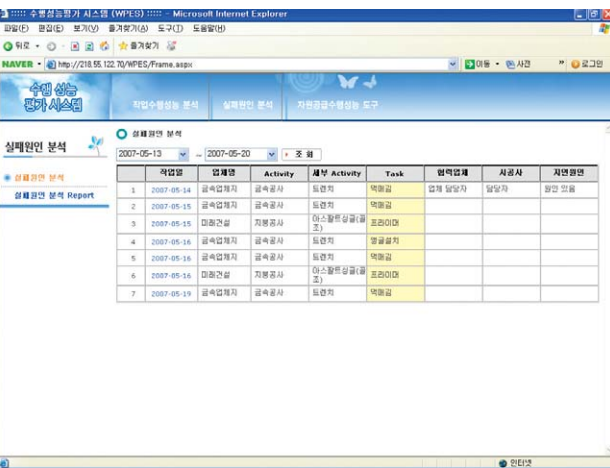 ::::: 수행성능평가 시스템 (WPES) ::::: - Microsoft Internet Explorer
파일(F) 편집(E) 보기(V) 즐겨찾기(A) 도구(T) 도움말(H)
뒤로 즐겨찾기
NAVER http://218.55.122.70/WPES/Frame.aspx 이동 사전 » 로그인
수행 성능
평가 시스템
작업수행성능 분석 실패원인 분석 자원공급수행성능 도구
실패원인 분석
실패원인 분석
실패원인 분석 Report
실패원인 분석
2007-05-13 ~ 2007-05-20 조 회
작업일 업체명 Activity 세부 Activity Task 협력업체 시공사 지연원인
1 2007-05-14 금속업체지 금속공사 트렌치 먹매김 업체 담당자 담당자 원인 있음
2 2007-05-15 금속업체지 금속공사 트렌치 먹매김
3 2007-05-15 미래건설 지붕공사 아스팔트싱글(골조) 프라이머
4 2007-05-16 금속업체지 금속공사 트렌치 앵글설치
5 2007-05-16 금속업체지 금속공사 트렌치 먹매김
6 2007-05-16 미래건설 지붕공사 아스팔트싱글(골조) 프라이머
7 2007-05-19 금속업체지 금속공사 트렌치 먹매김
인터넷